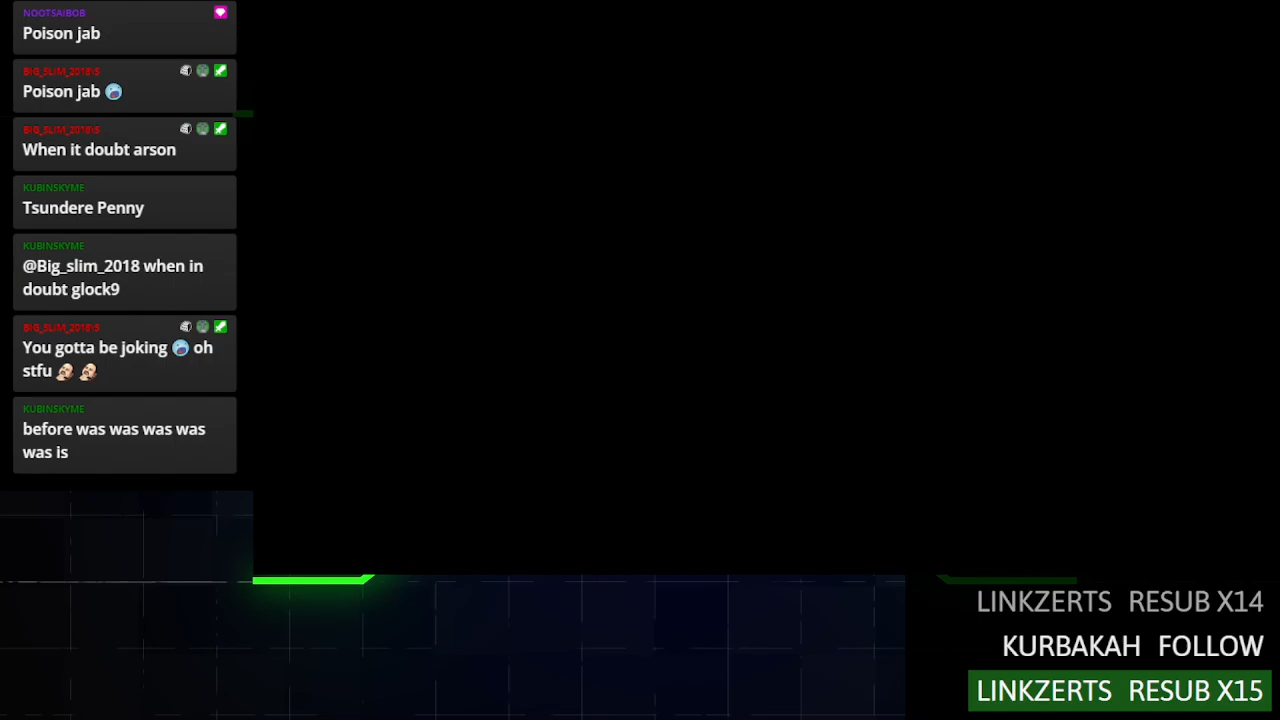 NOOTSAIBOB
Poison jab
BIG_SLIM_2018\S
Poison jab
BIG_SLIM_2018\S
When it doubt arson
KUBINSKYME
Tsundere Penny
KUBINSKYME
@Big_slim_2018 when in
doubt glock9
BIG_SLIM_2018\S
You gotta be joking oh
stfu
KUBINSKYME
before was was was was
was is
LINKZERTS RESUB X14
KURBAKAH FOLLOW
LINKZERTS RESUB X15